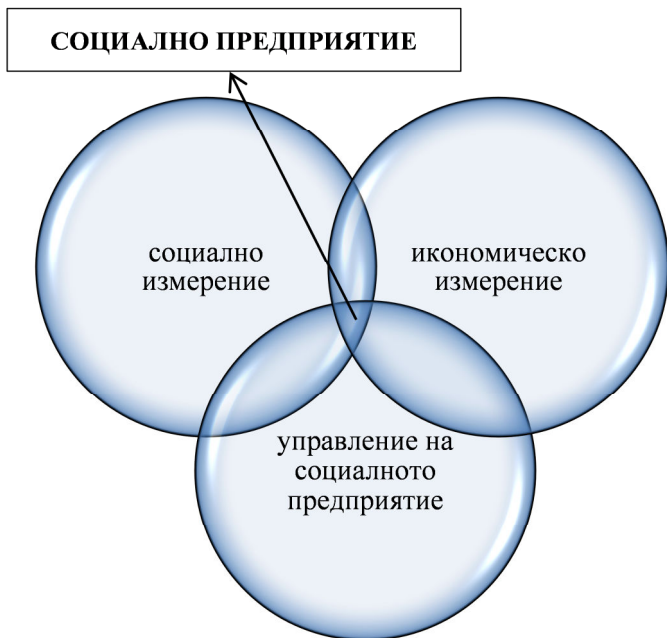 СОЦИАЛНО ПРЕДПРИЯТИЕ
социално
измерение
икономическо
измерение
управление на
социалното
предприятие